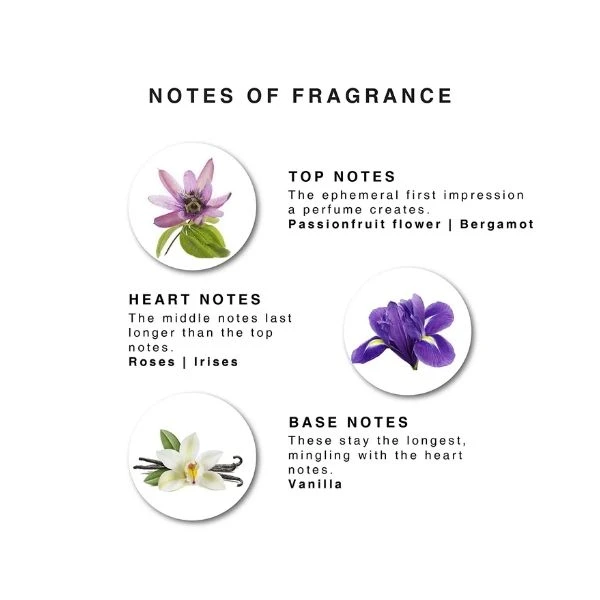 NOTES OF FRAGRANCE
TOP NOTES
The ephemeral first impression
a perfume creates.
Passionfruit flower | Bergamot
HEART NOTES
The middle notes last
longer than the top
notes.
Roses | Irises
BASE NOTES
These stay the longest,
mingling with the heart
notes.
Vanilla